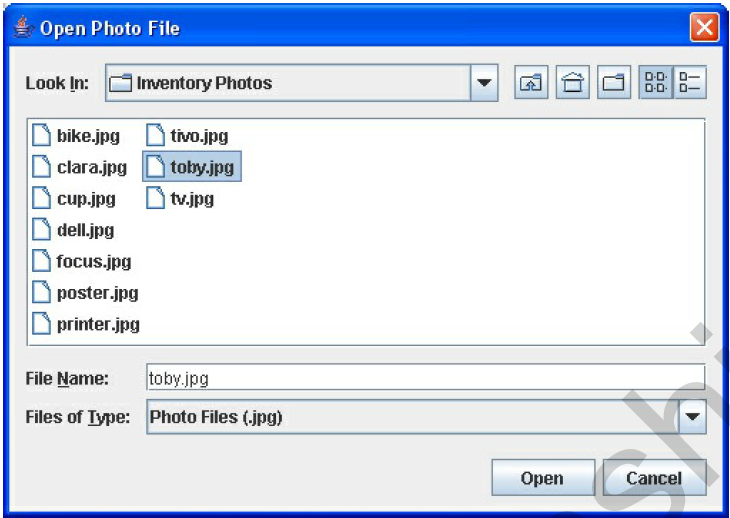 Open Photo File
Look In: Inventory Photos
bike.jpg
clara.jpg
cup.jpg
dell.jpg
focus.jpg
poster.jpg
printer.jpg
tivo.jpg
toby.jpg
tv.jpg
File Name: toby.jpg
Files of Type: Photo Files (.jpg)
Open Cancel